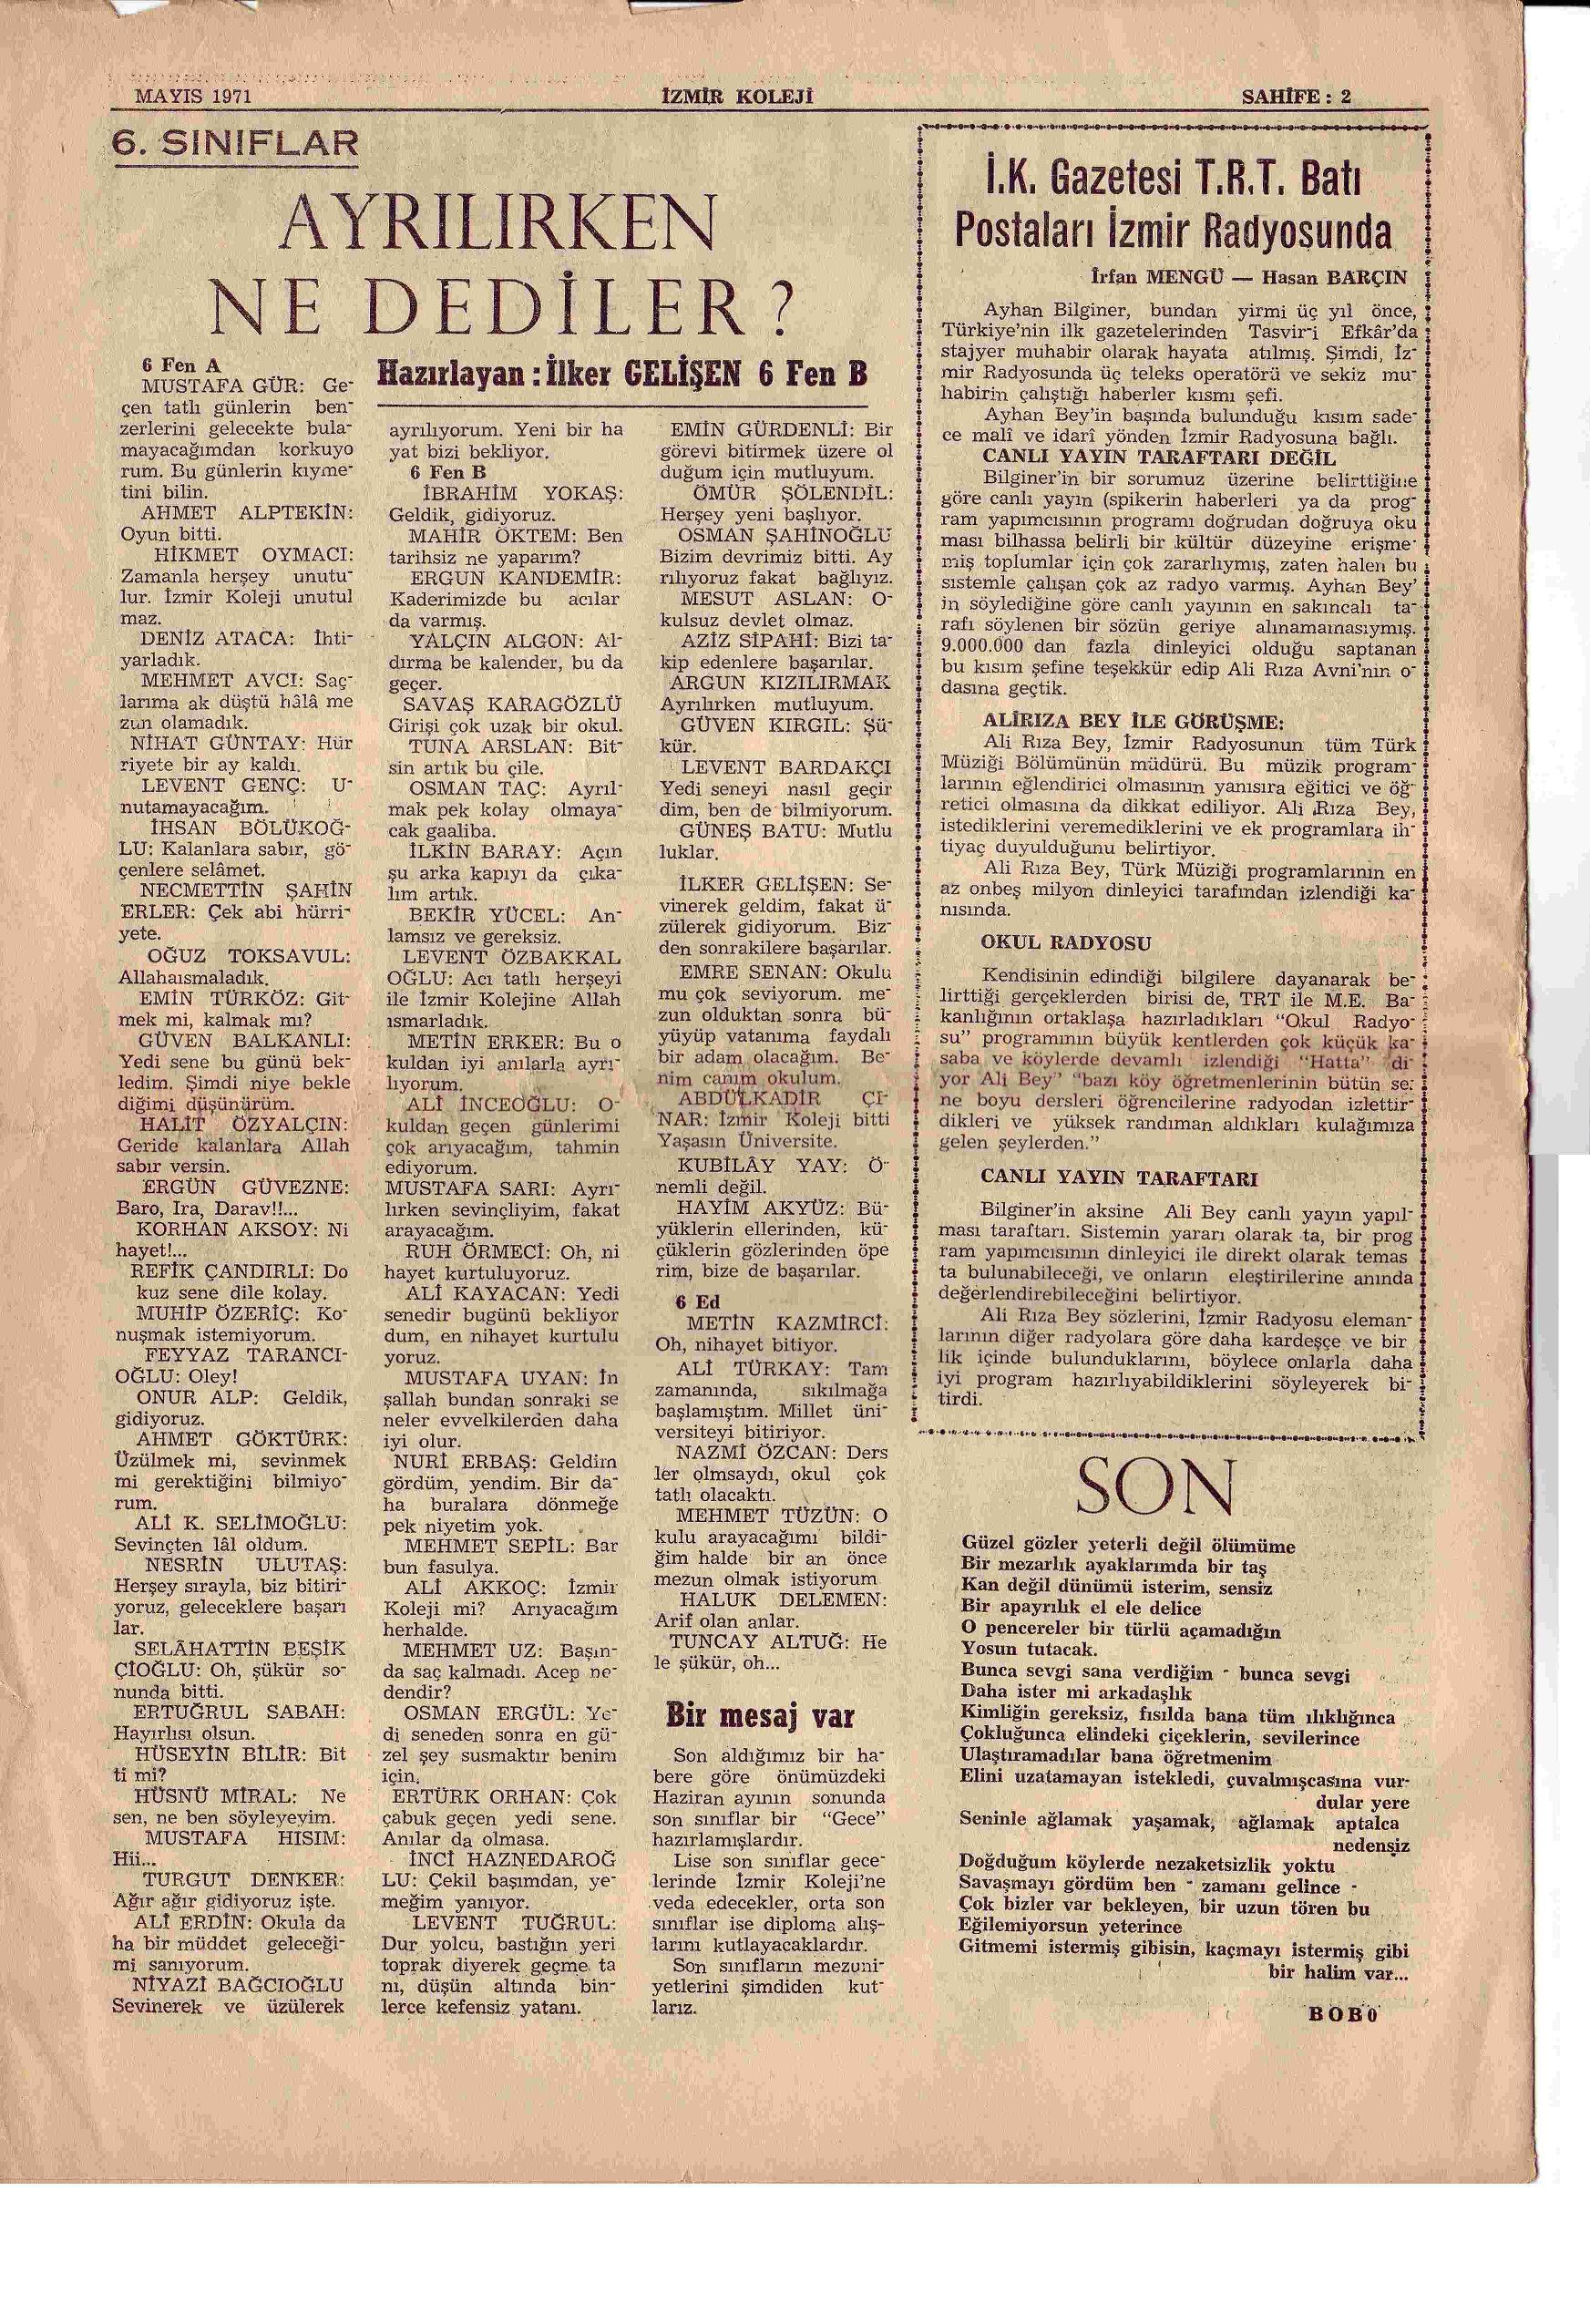 MAYIS 1971
İZMİR KOLEJİ
SAHİFE : 2
6. SINIFLAR
AYRILIRKEN
NE DEDİLER ?
Hazırlayan : İlker GELİŞEN 6 Fen B
6 Fen A
MUSTAFA GÜR: Ge-
çen tatlı günlerin ben-
zerlerini gelecekte bula-
mayacağımdan korkuyo
rum. Bu günlerin kıyme-
tini bilin.
AHMET ALPTEKİN:
Oyun bitti.
HİKMET OYMACI:
Zamanla herşey unutu-
lur. İzmir Koleji unutul
maz.
DENİZ ATACA: İhti-
yarladık.
MEHMET AVCI: Saç-
larıma ak düştü hâlâ me
zun olamadık.
NİHAT GÜNTAY: Hür
riyete bir ay kaldı.
LEVENT GENÇ: U-
nutamayacağım.
İHSAN BÖLÜKOĞ-
LU: Kalanlara sabır, gö-
çenlere selâmet.
NECMETTİN ŞAHİN
ERLER: Çek abi hürri-
yete.
OĞUZ TOKSAVUL:
Allahaısmaladık.
EMİN TÜRKÖZ: Git-
mek mi, kalmak mı?
GÜVEN BALKANLI:
Yedi sene bu günü bek-
ledim. Şimdi niye bekle
diğimi düşünürüm.
HALİT ÖZYALÇIN:
Geride kalanlara Allah
sabır versin.
ERGÜN GÜVEZNE:
Baro, Ira, Darav!!...
KORHAN AKSOY: Ni
hayet!...
REFİK ÇANDIRLI: Do
kuz sene dile kolay.
MUHİP ÖZERİÇ: Ko-
nuşmak istemiyorum.
FEYYAZ TARANCI-
OĞLU: Oley!
ONUR ALP: Geldik,
gidiyoruz.
AHMET GÖKTÜRK:
Üzülmek mi, sevinmek
mi gerektiğini bilmiyo-
rum.
ALİ K. SELİMOĞLU:
Sevinçten lâl oldum.
NESRİN ULUTAŞ:
Herşey sırayla, biz bitiri-
yoruz, geleceklere başarı
lar.
SELÂHATTİN BEŞİK
ÇİOĞLU: Oh, şükür so-
nunda bitti.
ERTUĞRUL SABAH:
Hayırlısı olsun.
HÜSEYİN BİLİR: Bit
ti mi?
HÜSNÜ MİRAL: Ne
sen, ne ben söyleyeyim.
MUSTAFA HISIM:
Hii...
TURGUT DENKER:
Ağır ağır gidiyoruz işte.
ALİ ERDİN: Okula da
ha bir müddet geleceği-
mi sanıyorum.
NİYAZİ BAĞCIOĞLU
Sevinerek ve üzülerek
ayrılıyorum. Yeni bir ha
yat bizi bekliyor.
6 Fen B
İBRAHİM YOKAŞ:
Geldik, gidiyoruz.
MAHİR ÖKTEM: Ben
tarihsiz ne yaparım?
ERGUN KANDEMİR:
Kaderimizde bu acılar
da varmış.
YALÇIN ALGON: Al-
dırma be kalender, bu da
geçer.
SAVAŞ KARAGÖZLÜ
Girişi çok uzak bir okul.
TUNA ARSLAN: Bit-
sin artık bu çile.
OSMAN TAÇ: Ayrıl-
mak pek kolay olmaya-
cak gaaliba.
İLKİN BARAY: Açın
şu arka kapıyı da çıka-
lım artık.
BEKİR YÜCEL: An-
lamsız ve gereksiz.
LEVENT ÖZBAKKAL
OĞLU: Acı tatlı herşeyi
ile İzmir Kolejine Allah
ısmarladık.
METİN ERKER: Bu o
kuldan iyi anılarla ayrı-
lıyorum.
ALİ İNCEOĞLU: O-
kuldan geçen günlerimi
çok arıyacağım, tahmin
ediyorum.
MUSTAFA SARI: Ayrı-
lırken sevinçliyim, fakat
arayacağım.
RUH ÖRMECİ: Oh, ni
hayet kurtuluyoruz.
ALİ KAYACAN: Yedi
senedir bugünü bekliyor
dum, en nihayet kurtulu
yoruz.
MUSTAFA UYAN: İn
şallah bundan sonraki se
neler evvelkilerden daha
iyi olur.
NURİ ERBAŞ: Geldim
gördüm, yendim. Bir da-
ha buralara dönmeğe
pek niyetim yok.
MEHMET SEPİL: Bar
bun fasulya.
ALİ AKKOÇ: İzmir
Koleji mi? Arıyacağım
herhalde.
MEHMET UZ: Başın-
da saç kalmadı. Acep ne-
dendir?
OSMAN ERGÜL: Ye-
di seneden sonra en gü-
zel şey susmaktır benim
için.
ERTÜRK ORHAN: Çok
çabuk geçen yedi sene.
Anılar da olmasa.
İNCİ HAZNEDAROĞ
LU: Çekil başımdan, ye-
meğim yanıyor.
LEVENT TUĞRUL:
Dur yolcu, bastığın yeri
toprak diyerek geçme ta
nı, düşün altında bin-
lerce kefensiz yatanı.
EMİN GÜRDENLİ: Bir
görevi bitirmek üzere ol
duğum için mutluyum.
ÖMÜR ŞÖLENDİL:
Herşey yeni başlıyor.
OSMAN ŞAHİNOĞLU
Bizim devrimiz bitti. Ay
rılıyoruz fakat bağlıyız.
MESUT ASLAN: O-
kulsuz devlet olmaz.
AZİZ SİPAHİ: Bizi ta-
kip edenlere başarılar.
ARGUN KIZILIRMAK
Ayrılırken mutluyum.
GÜVEN KIRGIL: Şü-
kür.
LEVENT BARDAKÇI
Yedi seneyi nasıl geçir
dim, ben de bilmiyorum.
GÜNEŞ BATU: Mutlu
luklar.
İLKER GELİŞEN: Se-
vinerek geldim, fakat ü-
zülerek gidiyorum. Biz-
den sonrakilere başarılar.
EMRE SENAN: Okulu
mu çok seviyorum. me-
zun olduktan sonra bü-
yüyüp vatanıma faydalı
bir adam olacağım. Be-
nim canım okulum.
ABDÜLKADİR ÇI-
NAR: İzmir Koleji bitti
Yaşasın Üniversite.
KUBİLÂY YAY: Ö-
nemli değil.
HAYİM AKYÜZ: Bü-
yüklerin ellerinden, kü-
çüklerin gözlerinden öpe
rim, bize de başarılar.
6 Ed
METİN KAZMİRCİ:
Oh, nihayet bitiyor.
ALİ TÜRKAY: Tam
zamanında, sıkılmağa
başlamıştım. Millet üni-
versiteyi bitiriyor.
NAZMİ ÖZCAN: Ders
ler olmsaydı, okul çok
tatlı olacaktı.
MEHMET TÜZÜN: O
kulu arayacağımı bildi-
ğim halde bir an önce
mezun olmak istiyorum
HALUK DELEMEN:
Arif olan anlar.
TUNCAY ALTUĞ: He
le şükür, oh...
Bir mesaj var
Son aldığımız bir ha-
bere göre önümüzdeki
Haziran ayının sonunda
son sınıflar bir "Gece"
hazırlamışlardır.
Lise son sınıflar gece-
lerinde İzmir Koleji'ne
veda edecekler, orta son
sınıflar ise diploma alış-
larını kutlayacaklardır.
Son sınıfların mezuni-
yetlerini şimdiden kut-
larız.
İ.K. Gazetesi T.R.T. Batı
Postaları İzmir Radyosunda
İrfan MENGÜ — Hasan BARÇIN
Ayhan Bilginer, bundan yirmi üç yıl önce,
Türkiye'nin ilk gazetelerinden Tasvir-i Efkâr'da
stajyer muhabir olarak hayata atılmış. Şimdi, İz-
mir Radyosunda üç teleks operatörü ve sekiz mu-
habirin çalıştığı haberler kısmı şefi.
Ayhan Bey'in başında bulunduğu kısım sade-
ce malî ve idarî yönden İzmir Radyosuna bağlı.
CANLI YAYIN TARAFTARI DEĞİL
Bilginer'in bir sorumuz üzerine belirttiğine
göre canlı yayın (spikerin haberleri ya da prog-
ram yapımcısının programı doğrudan doğruya oku
ması bilhassa belirli bir kültür düzeyine erişme-
miş toplumlar için çok zararlıymış, zaten halen bu
sistemle çalışan çok az radyo varmış. Ayhan Bey'
in söylediğine göre canlı yayının en sakıncalı ta-
rafı söylenen bir sözün geriye alınamamasıymış.
9.000.000 dan fazla dinleyici olduğu saptanan
bu kısım şefine teşekkür edip Ali Rıza Avni'nin o-
dasına geçtik.
ALİRIZA BEY İLE GÖRÜŞME:
Ali Rıza Bey, İzmir Radyosunun tüm Türk
Müziği Bölümünün müdürü. Bu müzik program-
larının eğlendirici olmasının yanısıra eğitici ve öğ-
retici olmasına da dikkat ediliyor. Ali Rıza Bey,
istediklerini veremediklerini ve ek programlara ih-
tiyaç duyulduğunu belirtiyor.
Ali Rıza Bey, Türk Müziği programlarının en
az onbeş milyon dinleyici tarafından izlendiği ka-
nısında.
OKUL RADYOSU
Kendisinin edindiği bilgilere dayanarak be-
lirttiği gerçeklerden birisi de, TRT ile M.E. Ba-
kanlığının ortaklaşa hazırladıkları "Okul Radyo-
su" programının büyük kentlerden çok küçük ka-
saba ve köylerde devamlı izlendiği "Hatta" "di-
yor Ali Bey" "bazı köy öğretmenlerinin bütün se-
ne boyu dersleri öğrencilerine radyodan izlettir-
dikleri ve yüksek randıman aldıkları kulağımıza
gelen şeylerden."
CANLI YAYIN TARAFTARI
Bilginer'in aksine Ali Bey canlı yayın yapıl-
ması taraftarı. Sistemin yararı olarak ta, bir prog
ram yapımcısının dinleyici ile direkt olarak temas
ta bulunabileceği, ve onların eleştirilerine anında
değerlendirebileceğini belirtiyor.
Ali Rıza Bey sözlerini, İzmir Radyosu eleman-
larının diğer radyolara göre daha kardeşçe ve bir
lik içinde bulunduklarını, böylece onlarla daha
iyi program hazırlıyabildiklerini söyleyerek bi-
tirdi.
SON
Güzel gözler yeterli değil ölümüme
Bir mezarlık ayaklarımda bir taş
Kan değil dünümü isterim, sensiz
Bir apayrılık el ele delice
O pencereler bir türlü açamadığın
Yosun tutacak.
Bunca sevgi sana verdiğim - bunca sevgi
Daha ister mi arkadaşlık
Kimliğin gereksiz, fısılda bana tüm ılıklığınca
Çokluğunca elindeki çiçeklerin, sevilerince
Ulaştıramadılar bana öğretmenim
Elini uzatamayan istekledi, çuvalmışcasına vur-
dular yere
Seninle ağlamak yaşamak, ağlamak aptalca
nedensiz
Doğduğum köylerde nezaketsizlik yoktu
Savaşmayı gördüm ben - zamanı gelince -
Çok bizler var bekleyen, bir uzun tören bu
Eğilemiyorsun yeterince
Gitmemi istermiş gibisin, kaçmayı istermiş gibi
bir halim var...
BOBO